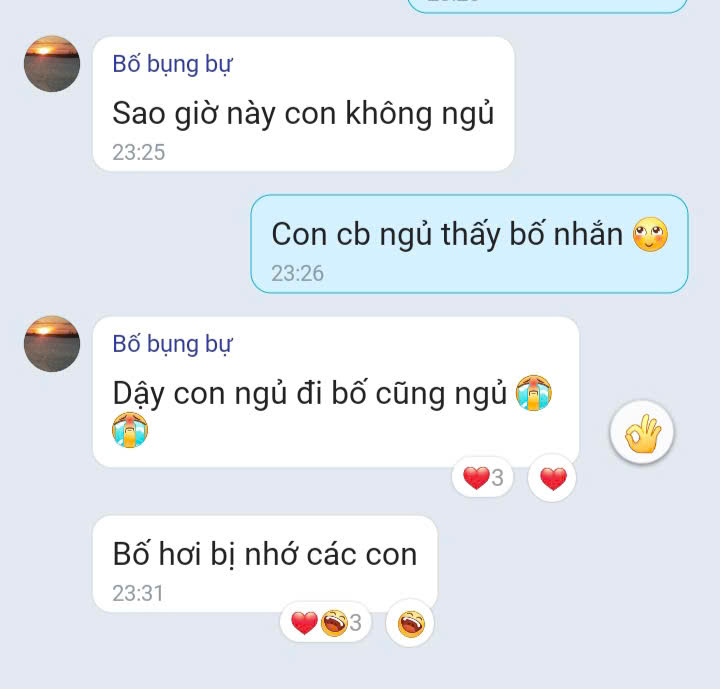 Bố bụng bự
Sao giờ này con không ngủ
23:25
Con cb ngủ thấy bố nhắn 🙄
23:26
Bố bụng bự
Dậy con ngủ đi bố cũng ngủ 😭
😭
❤️3
Bố hơi bị nhớ các con
23:31
❤️🤣3